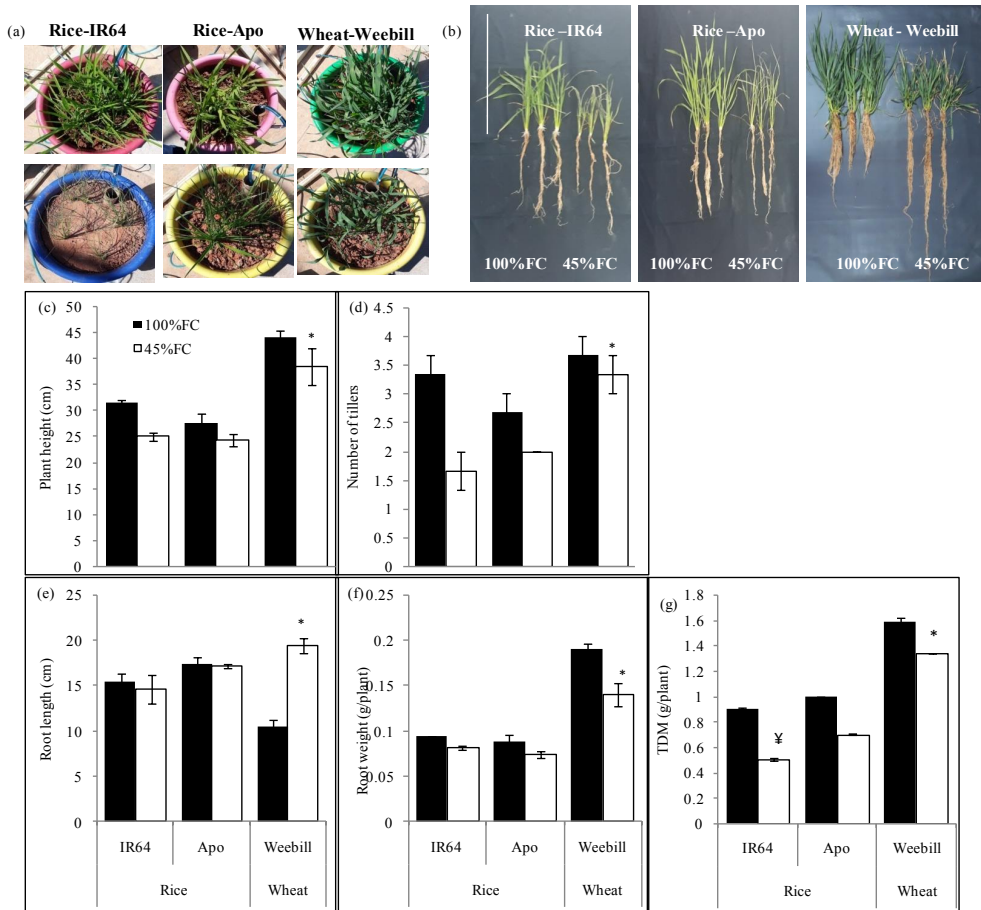 (a)
Rice-IR64
Rice-Apo
Wheat-Weebill
(b)
Rice –IR64
Rice –Apo
Wheat - Weebill
100%FC 45%FC
100%FC 45%FC
100%FC 45%FC
(c)
Plant height (cm)
50
45
40
35
30
25
20
15
10
5
0
100%FC
45%FC
*
(d)
Number of tillers
4.5
4
3.5
3
2.5
2
1.5
1
0.5
0
*
(e)
Root length (cm)
25
20
15
10
5
0
*
IR64 Apo Weebill
Rice Wheat
(f)
Root weight (g/plant)
0.25
0.2
0.15
0.1
0.05
0
*
IR64 Apo Weebill
Rice Wheat
(g)
TDM (g/plant)
1.8
1.6
1.4
1.2
1
0.8
0.6
0.4
0.2
0
¥
*
IR64 Apo Weebill
Rice Wheat